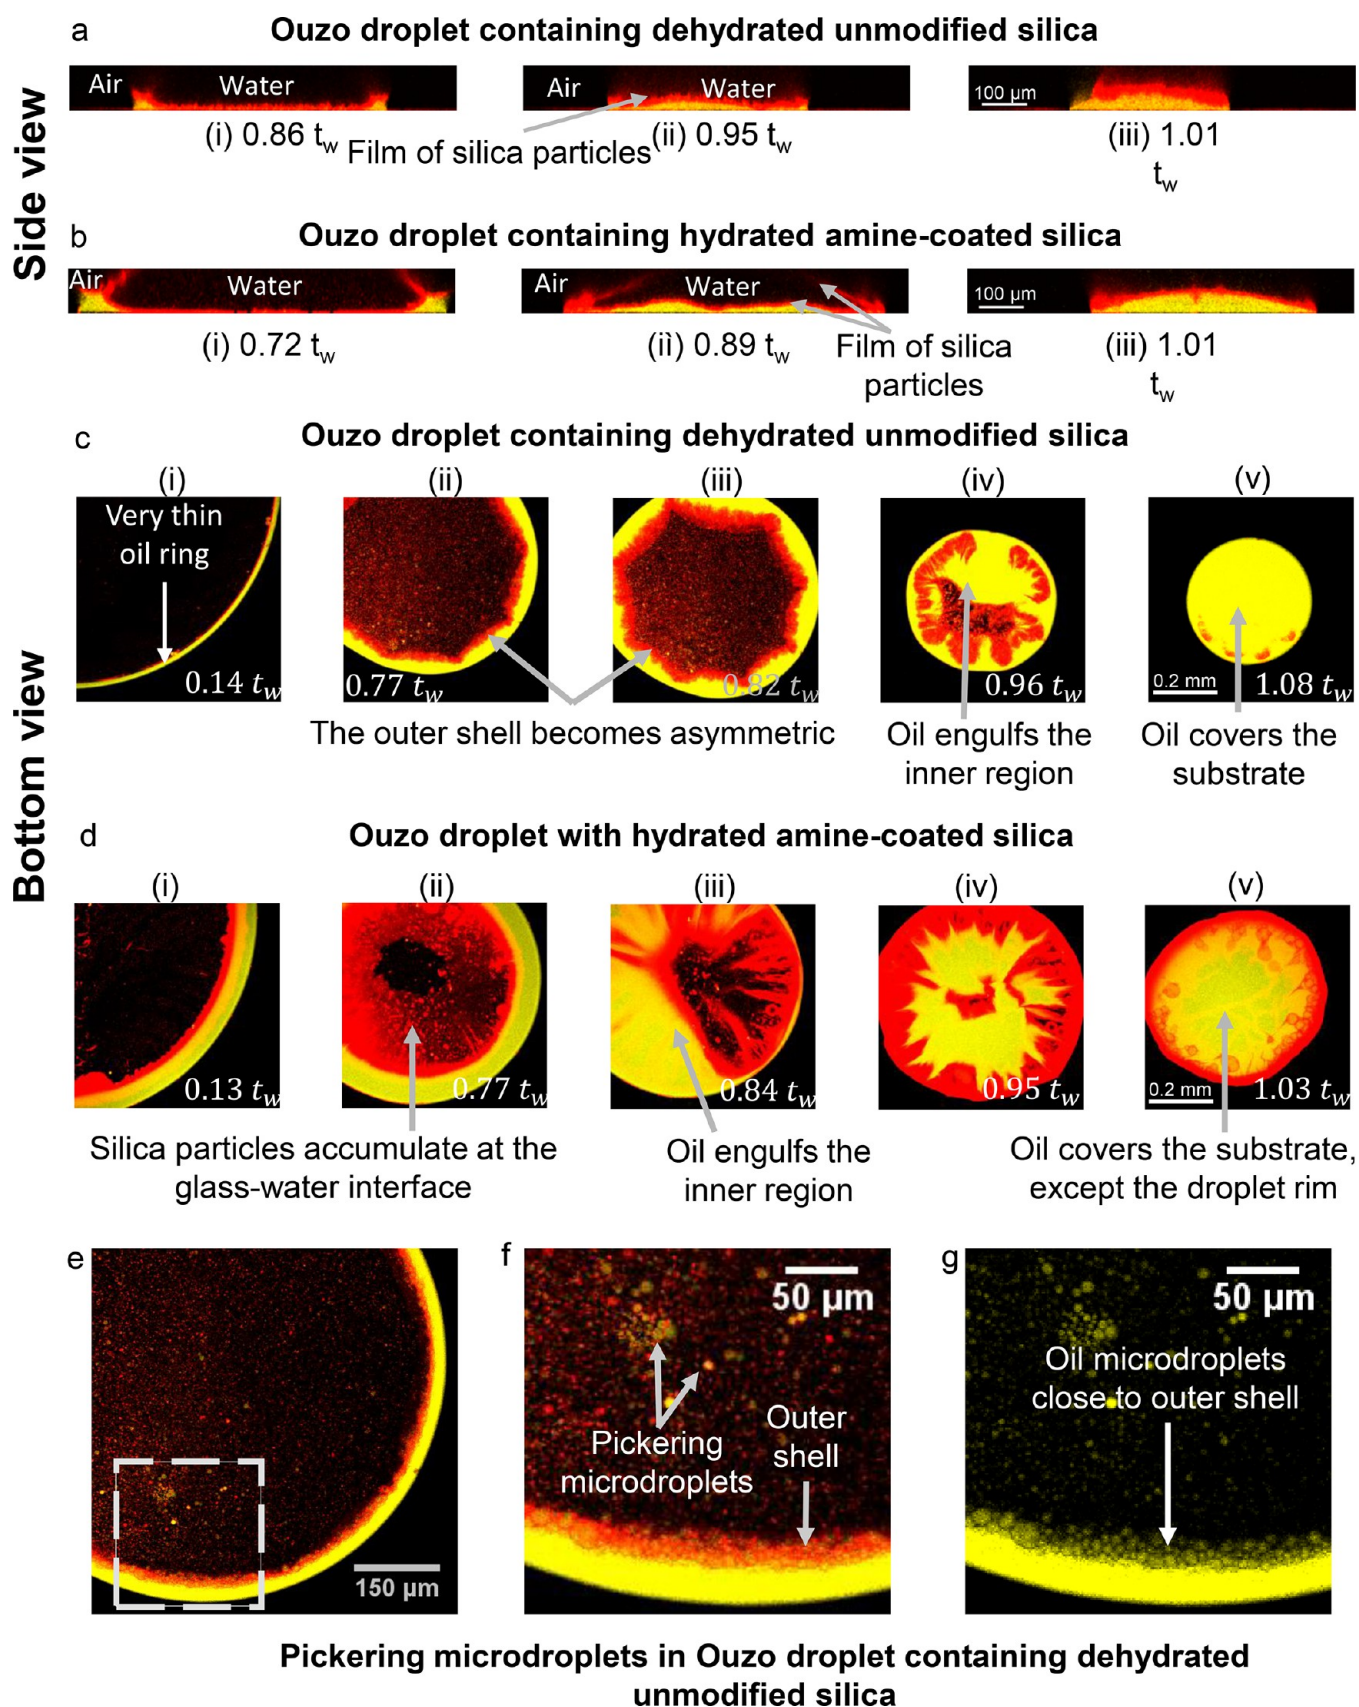 a
Ouzo droplet containing dehydrated unmodified silica
Side view
Air
Water
Air
Water
100 µm
(i) 0.86 tw
Film of silica particles
(ii) 0.95 tw
(iii) 1.01
tw
b
Ouzo droplet containing hydrated amine-coated silica
Air
Water
Air
Water
100 µm
(i) 0.72 tw
(ii) 0.89 tw
Film of silica
particles
(iii) 1.01
tw
c
Ouzo droplet containing dehydrated unmodified silica
Bottom view
(i)
(ii)
(iii)
(iv)
(v)
Very thin
oil ring
0.14 tw
0.77 tw
0.82 tw
0.96 tw
0.2 mm
1.08 tw
The outer shell becomes asymmetric
Oil engulfs the
inner region
Oil covers the
substrate
d
Ouzo droplet with hydrated amine-coated silica
(i)
(ii)
(iii)
(iv)
(v)
0.13 tw
0.77 tw
0.84 tw
0.95 tw
0.2 mm
1.03 tw
Silica particles accumulate at the
glass-water interface
Oil engulfs the
inner region
Oil covers the substrate,
except the droplet rim
e
150 µm
f
50 µm
Pickering
microdroplets
Outer
shell
g
50 µm
Oil microdroplets
close to outer shell
Pickering microdroplets in Ouzo droplet containing dehydrated
unmodified silica